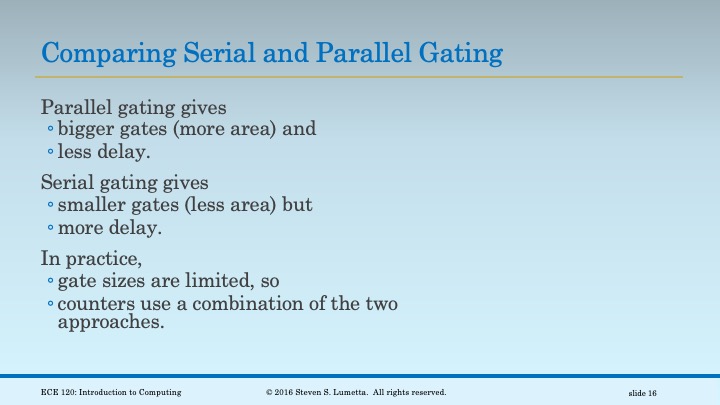 Comparing Serial and Parallel Gating
Parallel gating gives
◦ bigger gates (more area) and
◦ less delay.
Serial gating gives
◦ smaller gates (less area) but
◦ more delay.
In practice,
◦ gate sizes are limited, so
◦ counters use a combination of the two
approaches.
ECE 120: Introduction to Computing
© 2016 Steven S. Lumetta. All rights reserved.
slide 16